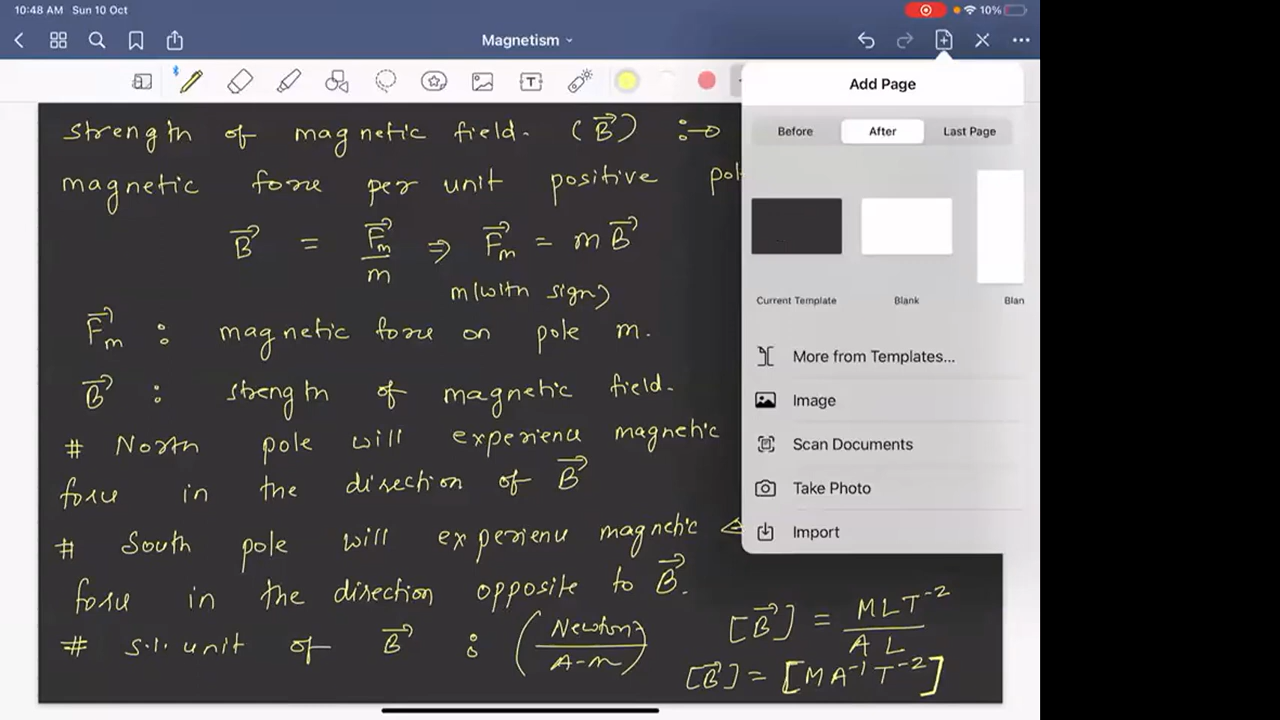 10:48 AM Sun 10 Oct
10%
Magnetism
Add Page
Before After Last Page
Current Template Blank Blan
More from Templates...
Image
Scan Documents
Take Photo
Import
strength of magnetic field. (B⃗) :→
magnetic force per unit positive pol
B⃗ = F⃗m/m ⇒ F⃗m = m B⃗
m(with sign)
F⃗m : magnetic force on pole m.
B⃗ : strength of magnetic field.
# North pole will experience magnetic
force in the direction of B⃗
# South pole will experience magnetic
force in the direction opposite to B⃗.
# S.I. unit of B⃗ : (Newton/A-m)
[B⃗] = MLT⁻²/A L
[B⃗] = [M A⁻¹ T⁻²]